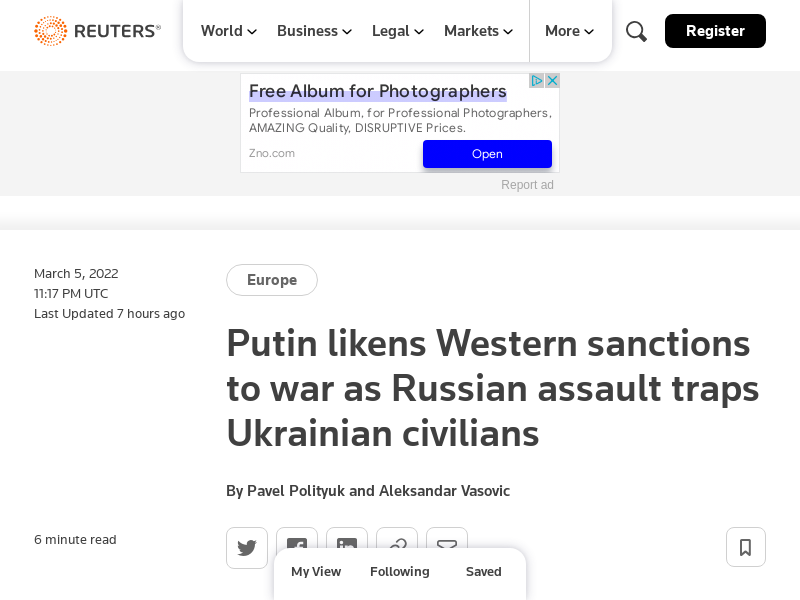 REUTERS®
World
Business
Legal
Markets
More
Register
Free Album for Photographers
Professional Album, for Professional Photographers,
AMAZING Quality, DISRUPTIVE Prices.
Zno.com
Open
Report ad
March 5, 2022
11:17 PM UTC
Last Updated 7 hours ago
Europe
Putin likens Western sanctions
to war as Russian assault traps
Ukrainian civilians
By Pavel Polityuk and Aleksandar Vasovic
6 minute read
My View
Following
Saved